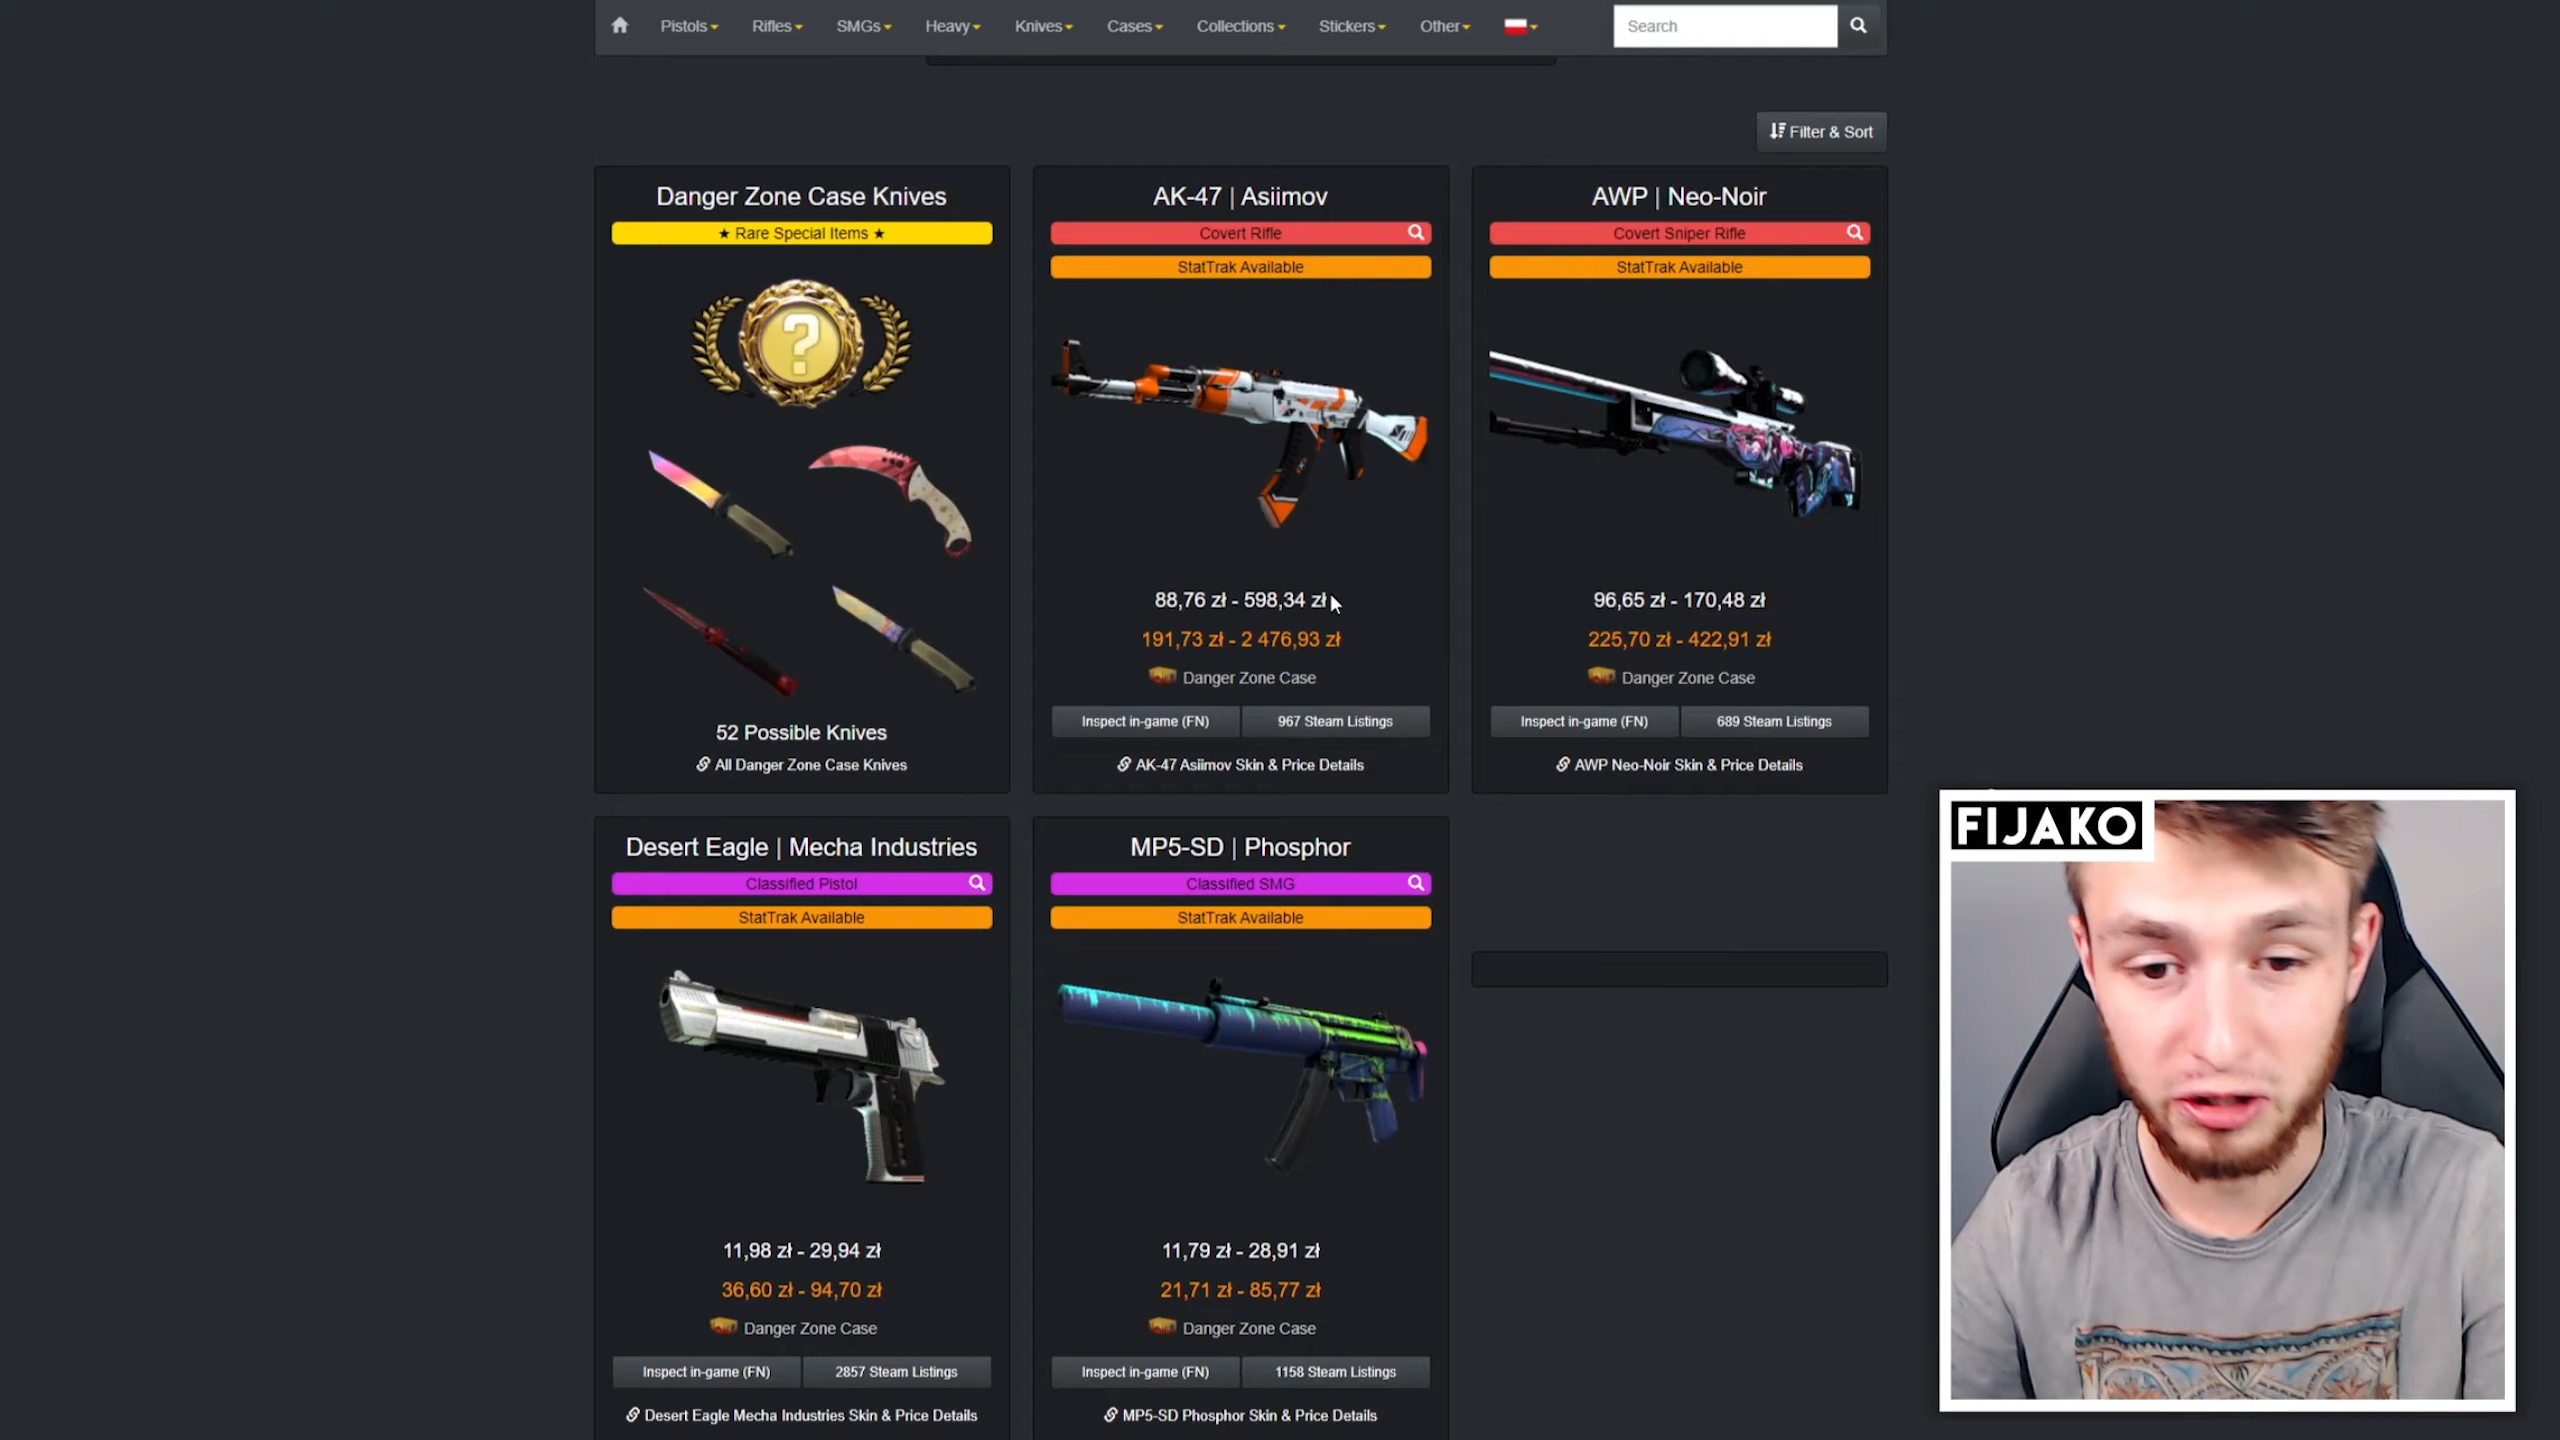 Pistols Rifles SMGs Heavy Knives Cases Collections Stickers Other Search
Filter & Sort
Danger Zone Case Knives
★ Rare Special Items ★
?
52 Possible Knives
All Danger Zone Case Knives
AK-47 | Asiimov
Covert Rifle
StatTrak Available
88,76 zł - 598,34 zł
191,73 zł - 2 476,93 zł
Danger Zone Case
Inspect in-game (FN) 967 Steam Listings
AK-47 Asiimov Skin & Price Details
AWP | Neo-Noir
Covert Sniper Rifle
StatTrak Available
96,65 zł - 170,48 zł
225,70 zł - 422,91 zł
Danger Zone Case
Inspect in-game (FN) 689 Steam Listings
AWP Neo-Noir Skin & Price Details
Desert Eagle | Mecha Industries
Classified Pistol
StatTrak Available
11,98 zł - 29,94 zł
36,60 zł - 94,70 zł
Danger Zone Case
Inspect in-game (FN) 2857 Steam Listings
Desert Eagle Mecha Industries Skin & Price Details
MP5-SD | Phosphor
Classified SMG
StatTrak Available
11,79 zł - 28,91 zł
21,71 zł - 85,77 zł
Danger Zone Case
Inspect in-game (FN) 1158 Steam Listings
MP5-SD Phosphor Skin & Price Details
FIJAKO